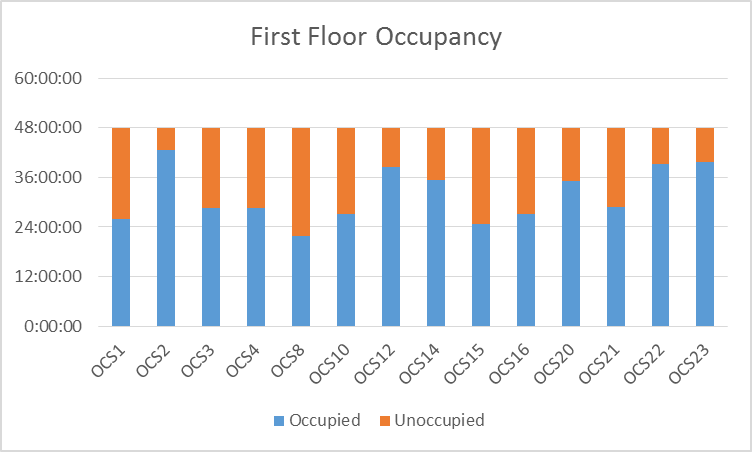 First Floor Occupancy
60:00:00
48:00:00
36:00:00
24:00:00
12:00:00
0:00:00
OCS1 OCS2 OCS3 OCS4 OCS8 OCS10 OCS12 OCS14 OCS15 OCS16 OCS20 OCS21 OCS22 OCS23
Occupied Unoccupied